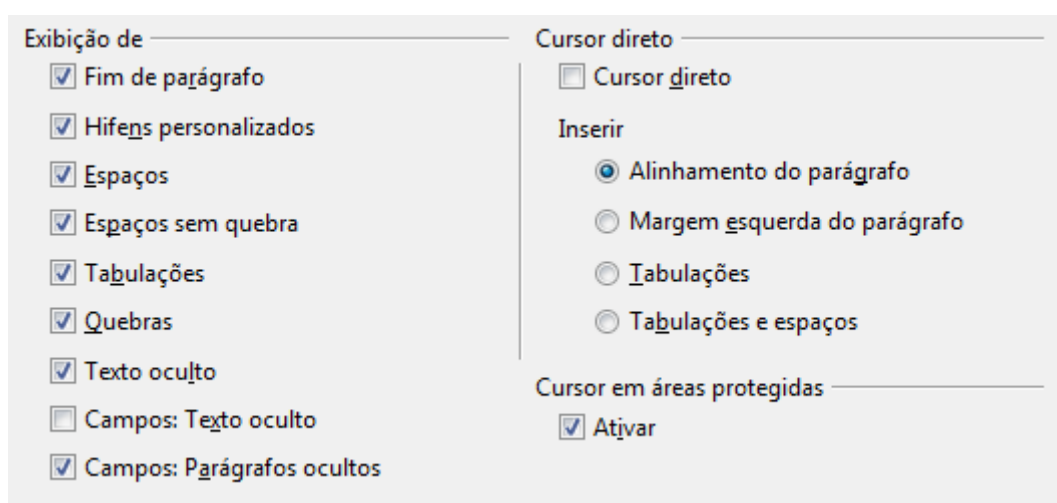 Exibição de
Fim de parágrafo
Hifens personalizados
Espaços
Espaços sem quebra
Tabulações
Quebras
Texto oculto
Campos: Texto oculto
Campos: Parágrafos ocultos
Cursor direto
Cursor direto
Inserir
Alinhamento do parágrafo
Margem esquerda do parágrafo
Tabulações
Tabulações e espaços
Cursor em áreas protegidas
Ativar